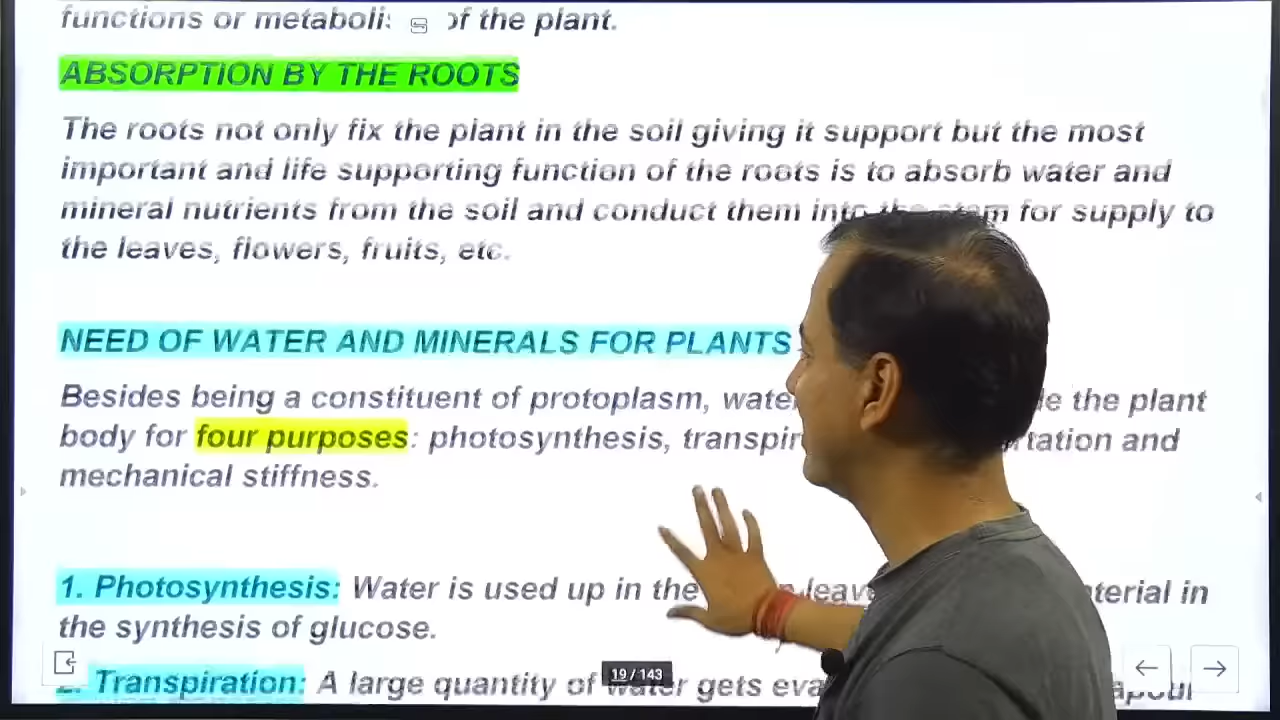 functions or metaboli of the plant.
ABSORPTION BY THE ROOTS
The roots not only fix the plant in the soil giving it support but the most
important and life supporting function of the roots is to absorb water and
mineral nutrients from the soil and conduct them into the stem for supply to
the leaves, flowers, fruits, etc.
NEED OF WATER AND MINERALS FOR PLANTS
Besides being a constituent of protoplasm, the plant
body for four purposes: photosynthesis, and
mechanical stiffness.
1. Photosynthesis: Water is used up in the in
the synthesis of glucose.
2. Transpiration: A large quantity of water gets
19 / 143